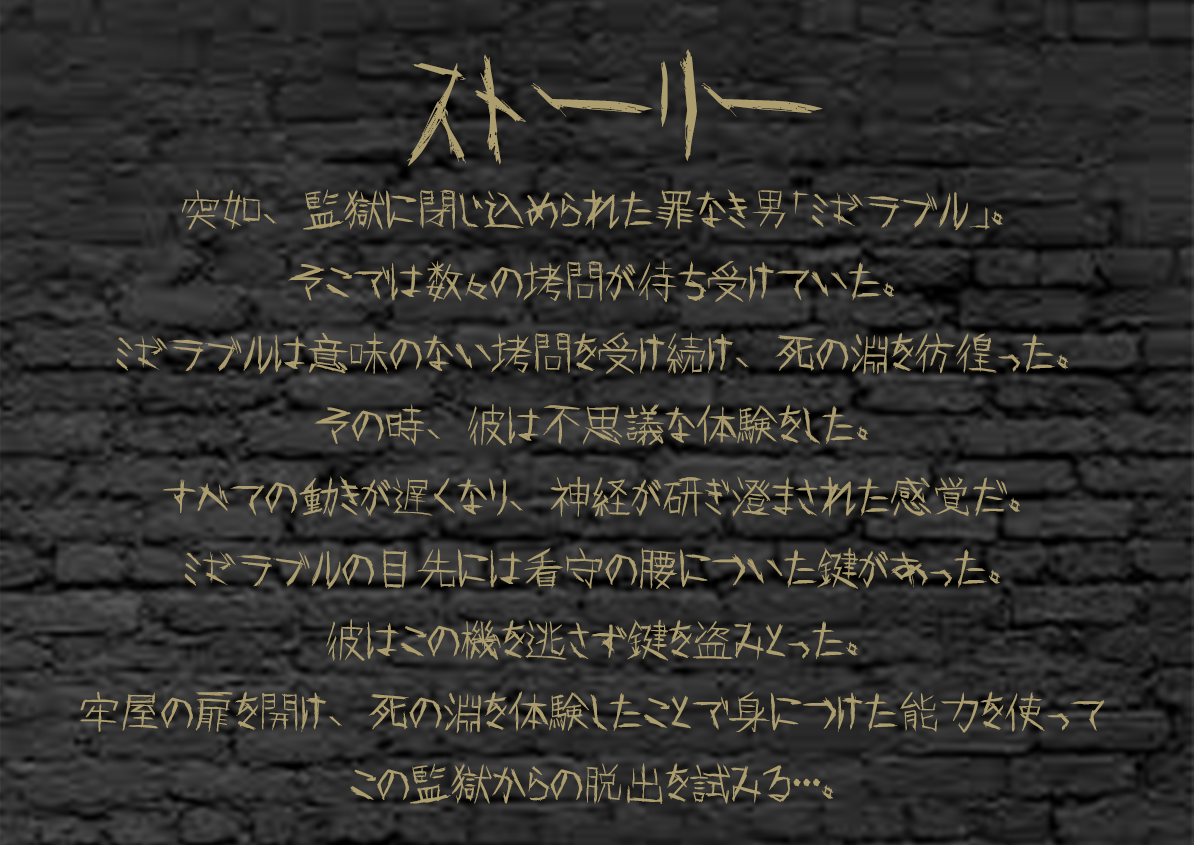 ストーリー
突如、監獄に閉じ込められた罪なき男「ミゼラブル」。
そこでは数々の拷問が待ち受けていた。
ミゼラブルは意味のない拷問を受け続け、死の淵を彷徨った。
その時、彼は不思議な体験をした。
すべての動きが遅くなり、神経が研ぎ澄まされた感覚だ。
ミゼラブルの目先には看守の腰についた鍵があった。
彼はこの機を逃さず鍵を盗みとった。
牢屋の扉を開け、死の淵を体験したことで身につけた能力を使って
この監獄からの脱出を試みる…。